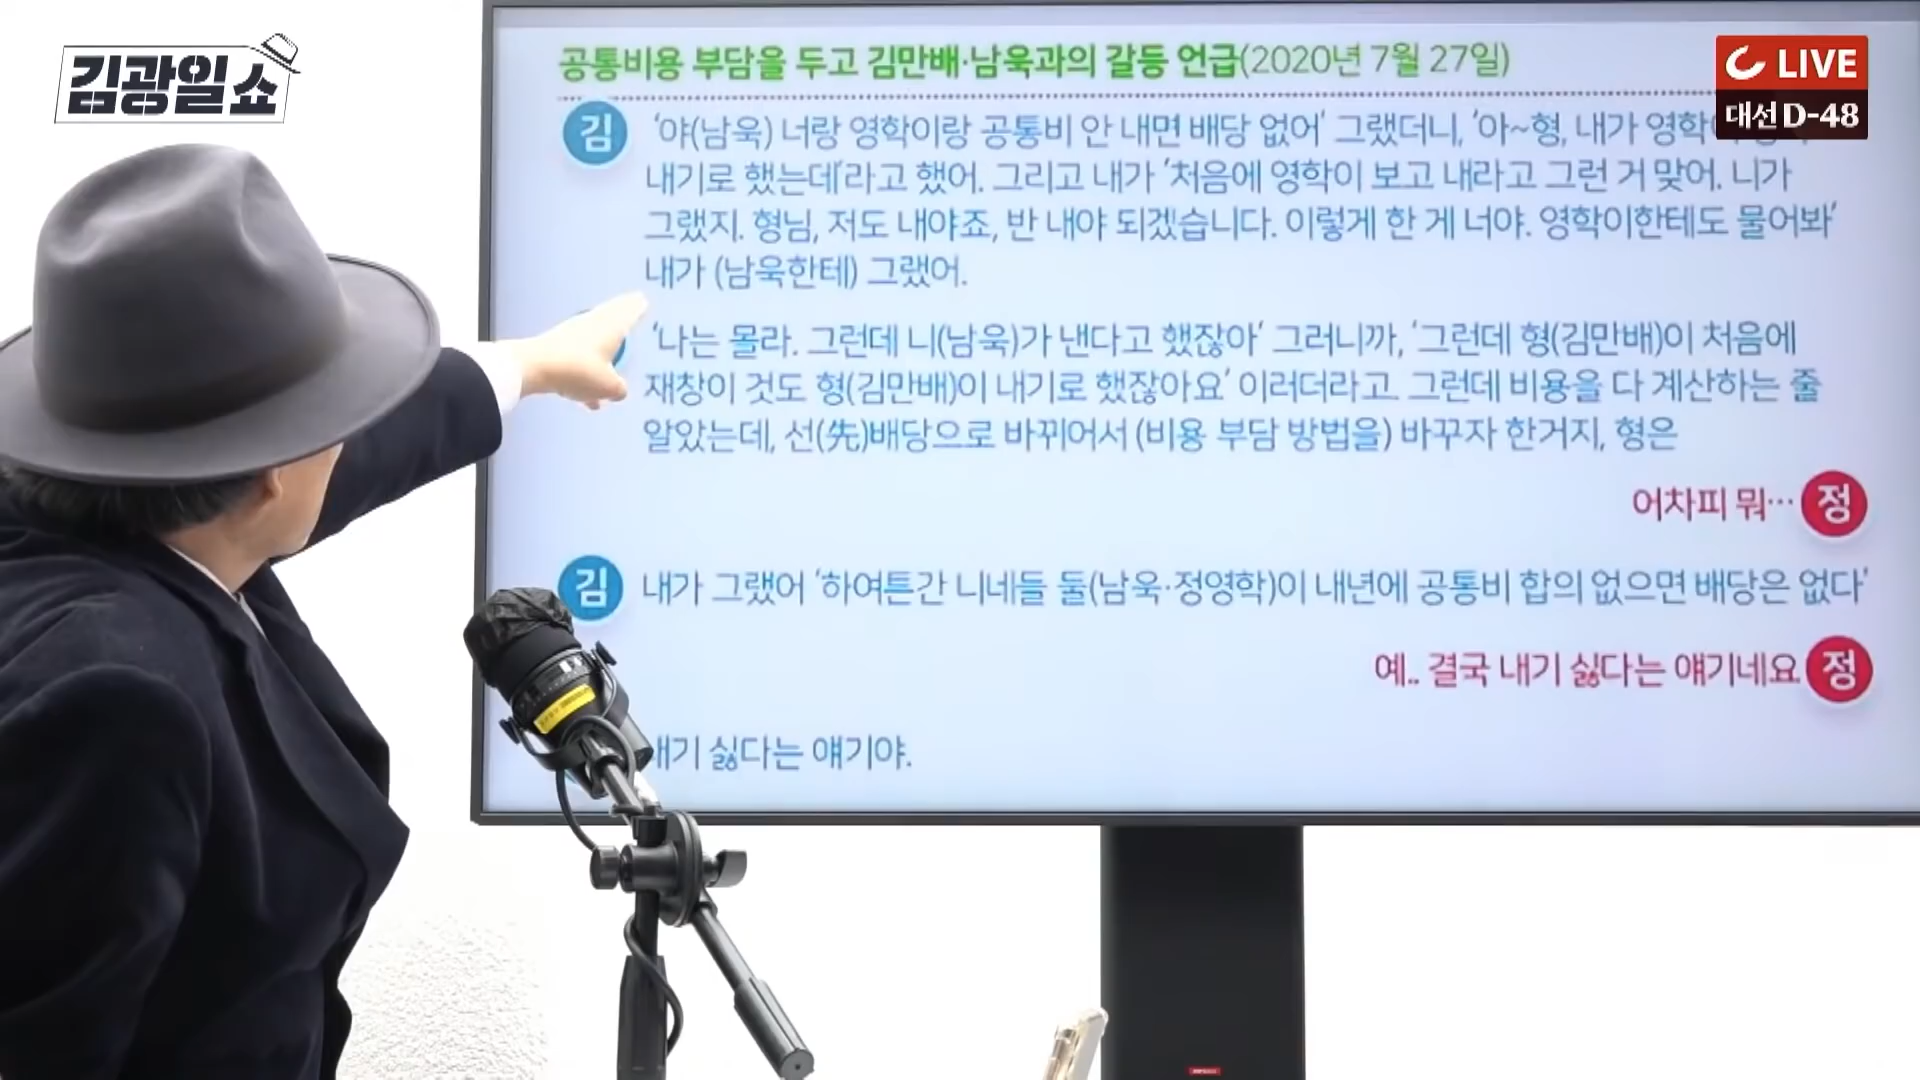 김광일쇼
LIVE
대선 D-48
공통비용 부담을 두고 김만배·남욱과의 갈등 언급(2020년 7월 27일)
김 '야(남욱) 너랑 영학이랑 공통비 안 내면 배당 없어' 그랬더니, '아~형, 내가 영학이
내기로 했는데'라고 했어. 그리고 내가 '처음에 영학이 보고 내라고 그런 거 맞어. 니가
그랬지. 형님, 저도 내야죠, 반 내야 되겠습니다. 이렇게 한 게 너야. 영학이한테도 물어봐'
내가 (남욱한테) 그랬어.
'나는 몰라. 그런데 니(남욱)가 낸다고 했잖아' 그러니까, '그런데 형(김만배)이 처음에
재창이 것도 형(김만배)이 내기로 했잖아요' 이러더라고. 그런데 비용을 다 계산하는 줄
알았는데, 선(先)배당으로 바뀌어서 (비용 부담 방법을) 바꾸자 한거지, 형은
어차피 뭐… 정
김 내가 그랬어 '하여튼간 니네들 둘(남욱·정영학)이 내년에 공통비 합의 없으면 배당은 없다'
예.. 결국 내기 싫다는 얘기네요. 정
내기 싫다는 얘기야.